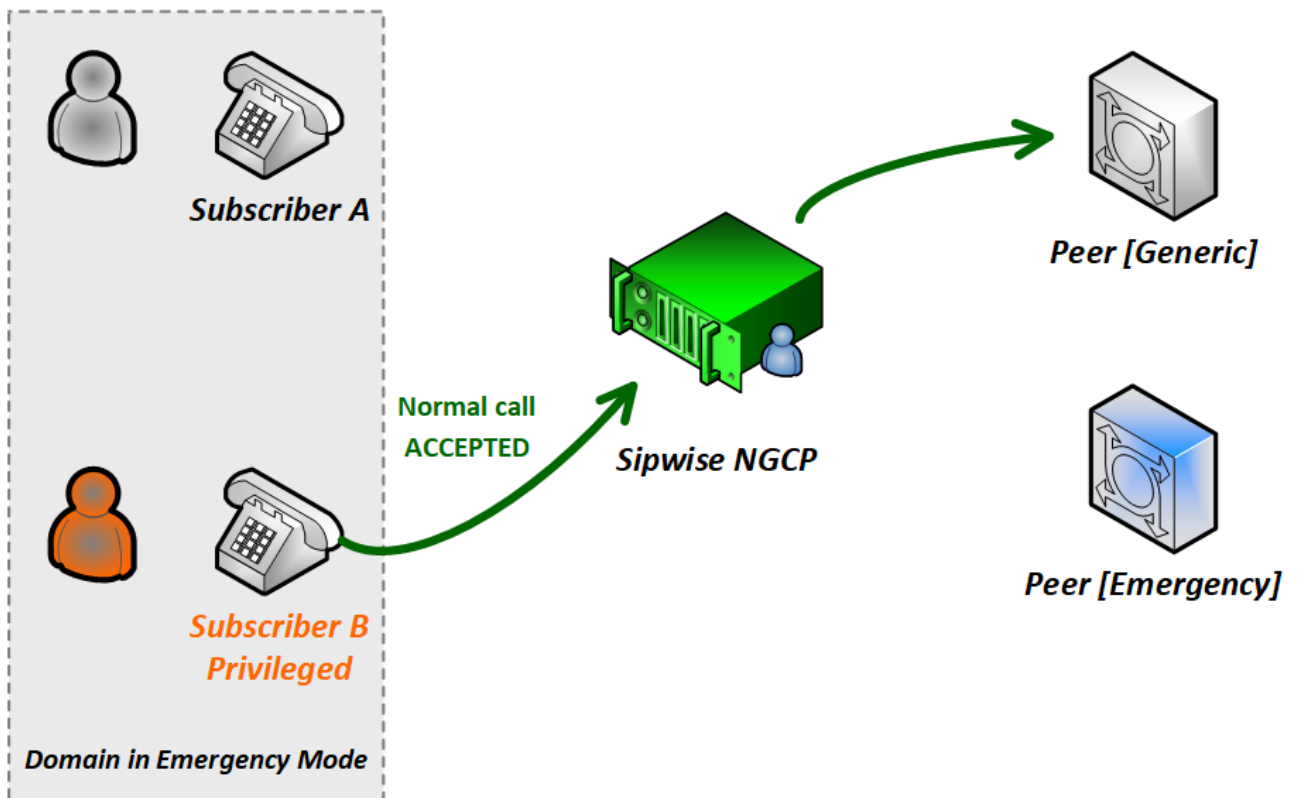 Subscriber A
Peer [Generic]
Normal call
ACCEPTED
Sipwise NGCP
Peer [Emergency]
Subscriber B
Privileged
Domain in Emergency Mode